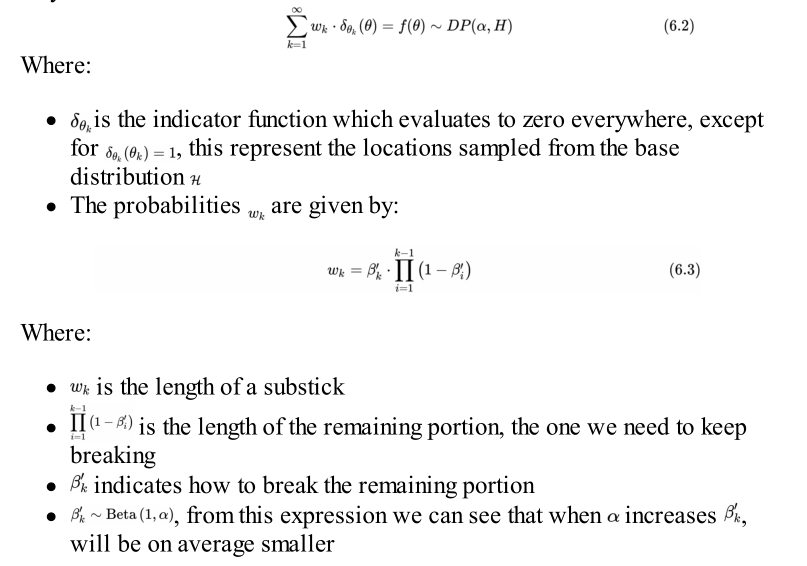 \sum_{k=1}^{\infty} w_k \cdot \delta_{\theta_k}(\theta) = f(\theta) \sim DP(\alpha, H) (6.2)
Where:
• \delta_{\theta_k} is the indicator function which evaluates to zero everywhere, except
for \delta_{\theta_k}(\theta_k) = 1, this represent the locations sampled from the base
distribution \mathcal{H}
• The probabilities w_k are given by:
w_k = \beta'_k \cdot \prod_{i=1}^{k-1} (1 - \beta'_i) (6.3)
Where:
• w_k is the length of a substick
• \prod_{i=1}^{k-1} (1 - \beta'_i) is the length of the remaining portion, the one we need to keep
breaking
• \beta'_k indicates how to break the remaining portion
• \beta'_k \sim Beta (1, \alpha), from this expression we can see that when \alpha increases \beta'_k,
will be on average smaller